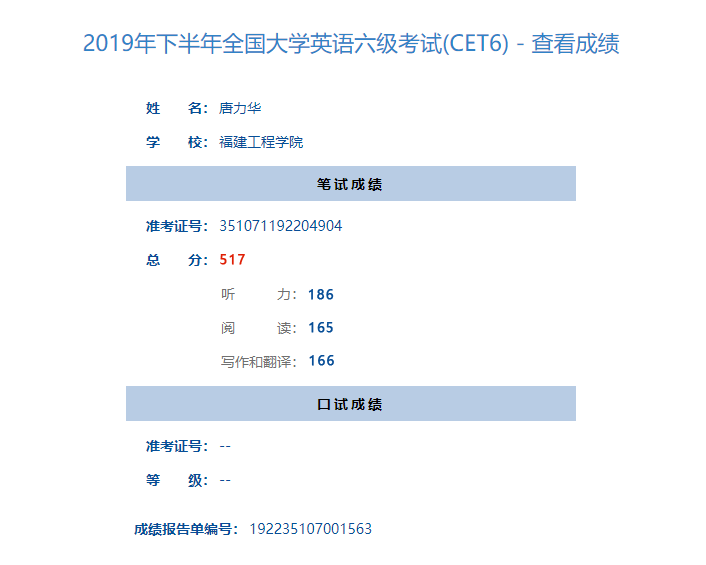 2019年下半年全国大学英语六级考试(CET6) - 查看成绩
姓 名：唐力华
学 校：福建工程学院
笔试成绩
准考证号：351071192204904
总 分：517
听 力：186
阅 读：165
写作和翻译：166
口试成绩
准考证号：--
等 级：--
成绩报告单编号：192235107001563